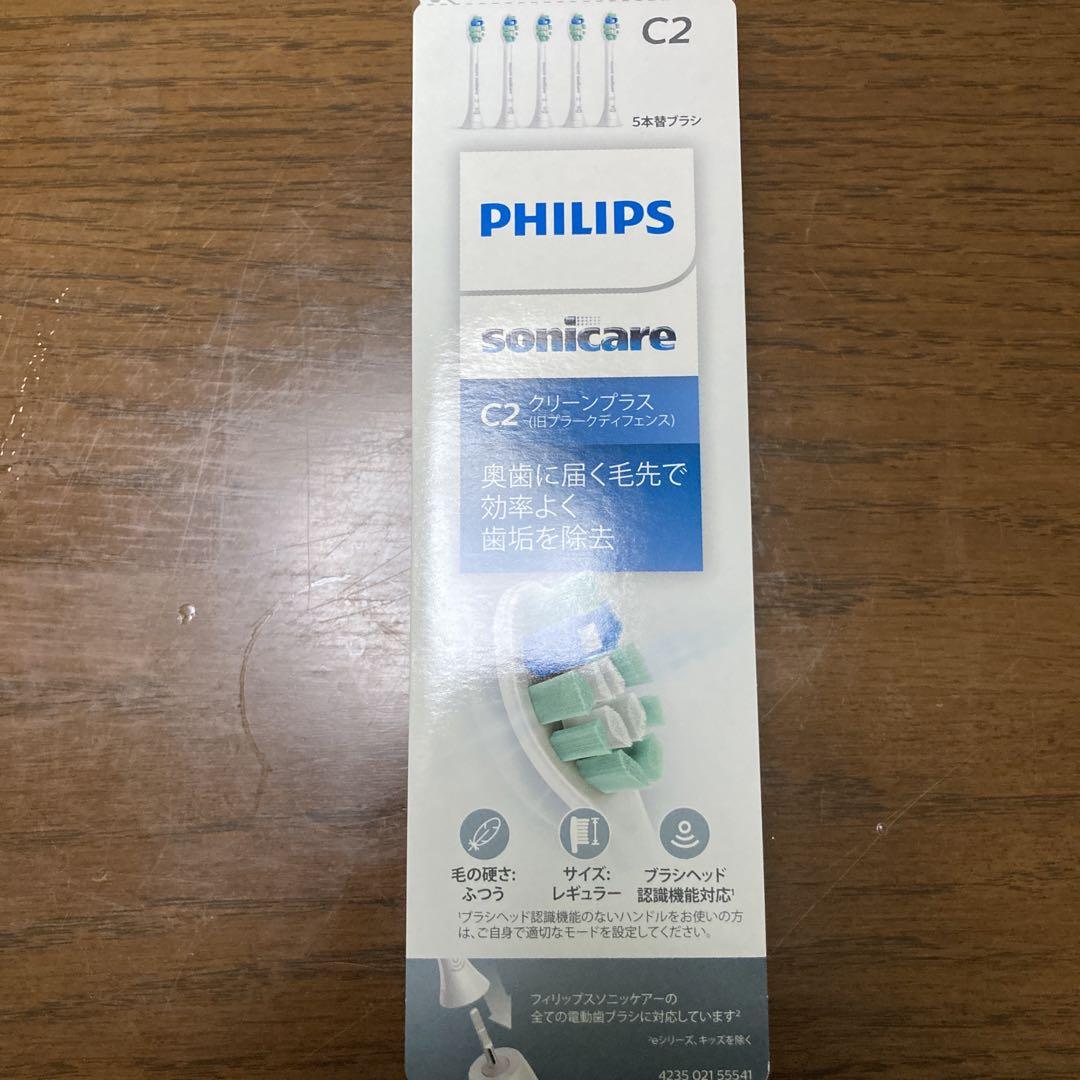 C2
5本替ブラシ
PHILIPS
sonicare
C2 クリーンプラス
(旧プラークディフェンス)
奥歯に届く毛先で
効率よく
歯垢を除去
毛の硬さ:
ふつう
サイズ:
レギュラー
ブラシヘッド
認識機能対応¹
¹ブラシヘッド認識機能のないハンドルをお使いの方
は、ご自身で適切なモードを設定してください。
フィリップスソニッケアーの
全ての電動歯ブラシに対応しています²
²eシリーズ、キッズを除く
4235 021 55541